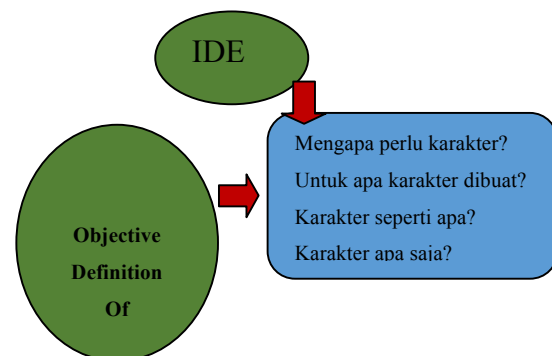 IDE
Mengapa perlu karakter?
Untuk apa karakter dibuat?
Karakter seperti apa?
Karakter apa saja?
Objective
Definition
Of